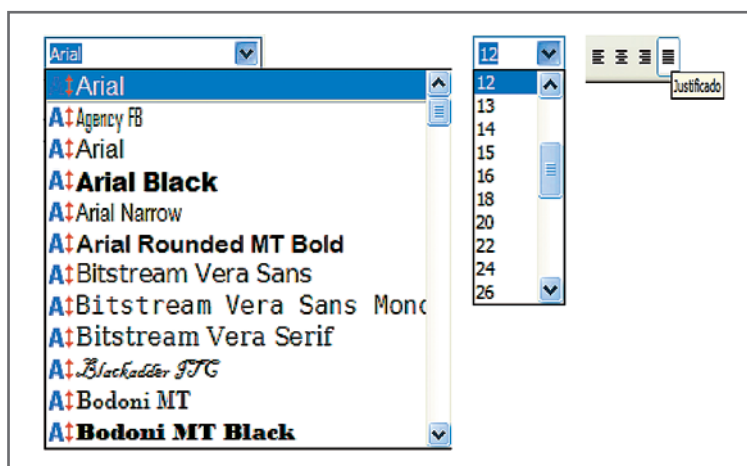 Arial
Arial
Agency FB
Arial
Arial Black
Arial Narrow
Arial Rounded MT Bold
Bitstream Vera Sans
Bitstream Vera Sans Mono
Bitstream Vera Serif
Blackadder ITC
Bodoni MT
Bodoni MT Black
12
12
13
14
15
16
18
20
22
24
26
Justificado